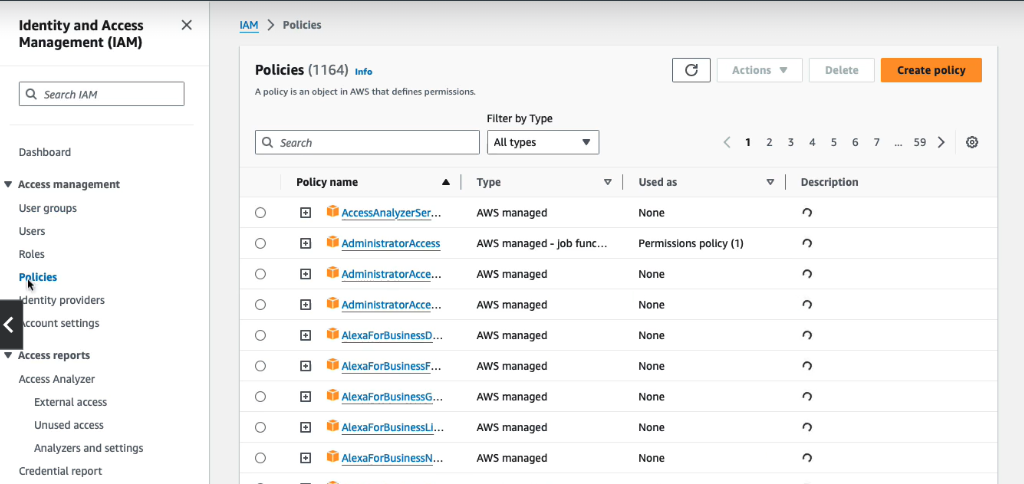 Identity and Access
Management (IAM)
Search IAM
Dashboard
Access management
User groups
Users
Roles
Policies
Identity providers
Account settings
Access reports
Access Analyzer
External access
Unused access
Analyzers and settings
Credential report
IAM > Policies
Policies (1164) Info
A policy is an object in AWS that defines permissions.
Actions
Delete
Create policy
Filter by Type
Search
All types
1 2 3 4 5 6 7 ... 59
Policy name Type Used as Description
AccessAnalyzerSer... AWS managed None
AdministratorAccess AWS managed - job func... Permissions policy (1)
AdministratorAcce... AWS managed None
AdministratorAcce... AWS managed None
AlexaForBusinessD... AWS managed None
AlexaForBusinessF... AWS managed None
AlexaForBusinessG... AWS managed None
AlexaForBusinessLi... AWS managed None
AlexaForBusinessN... AWS managed None